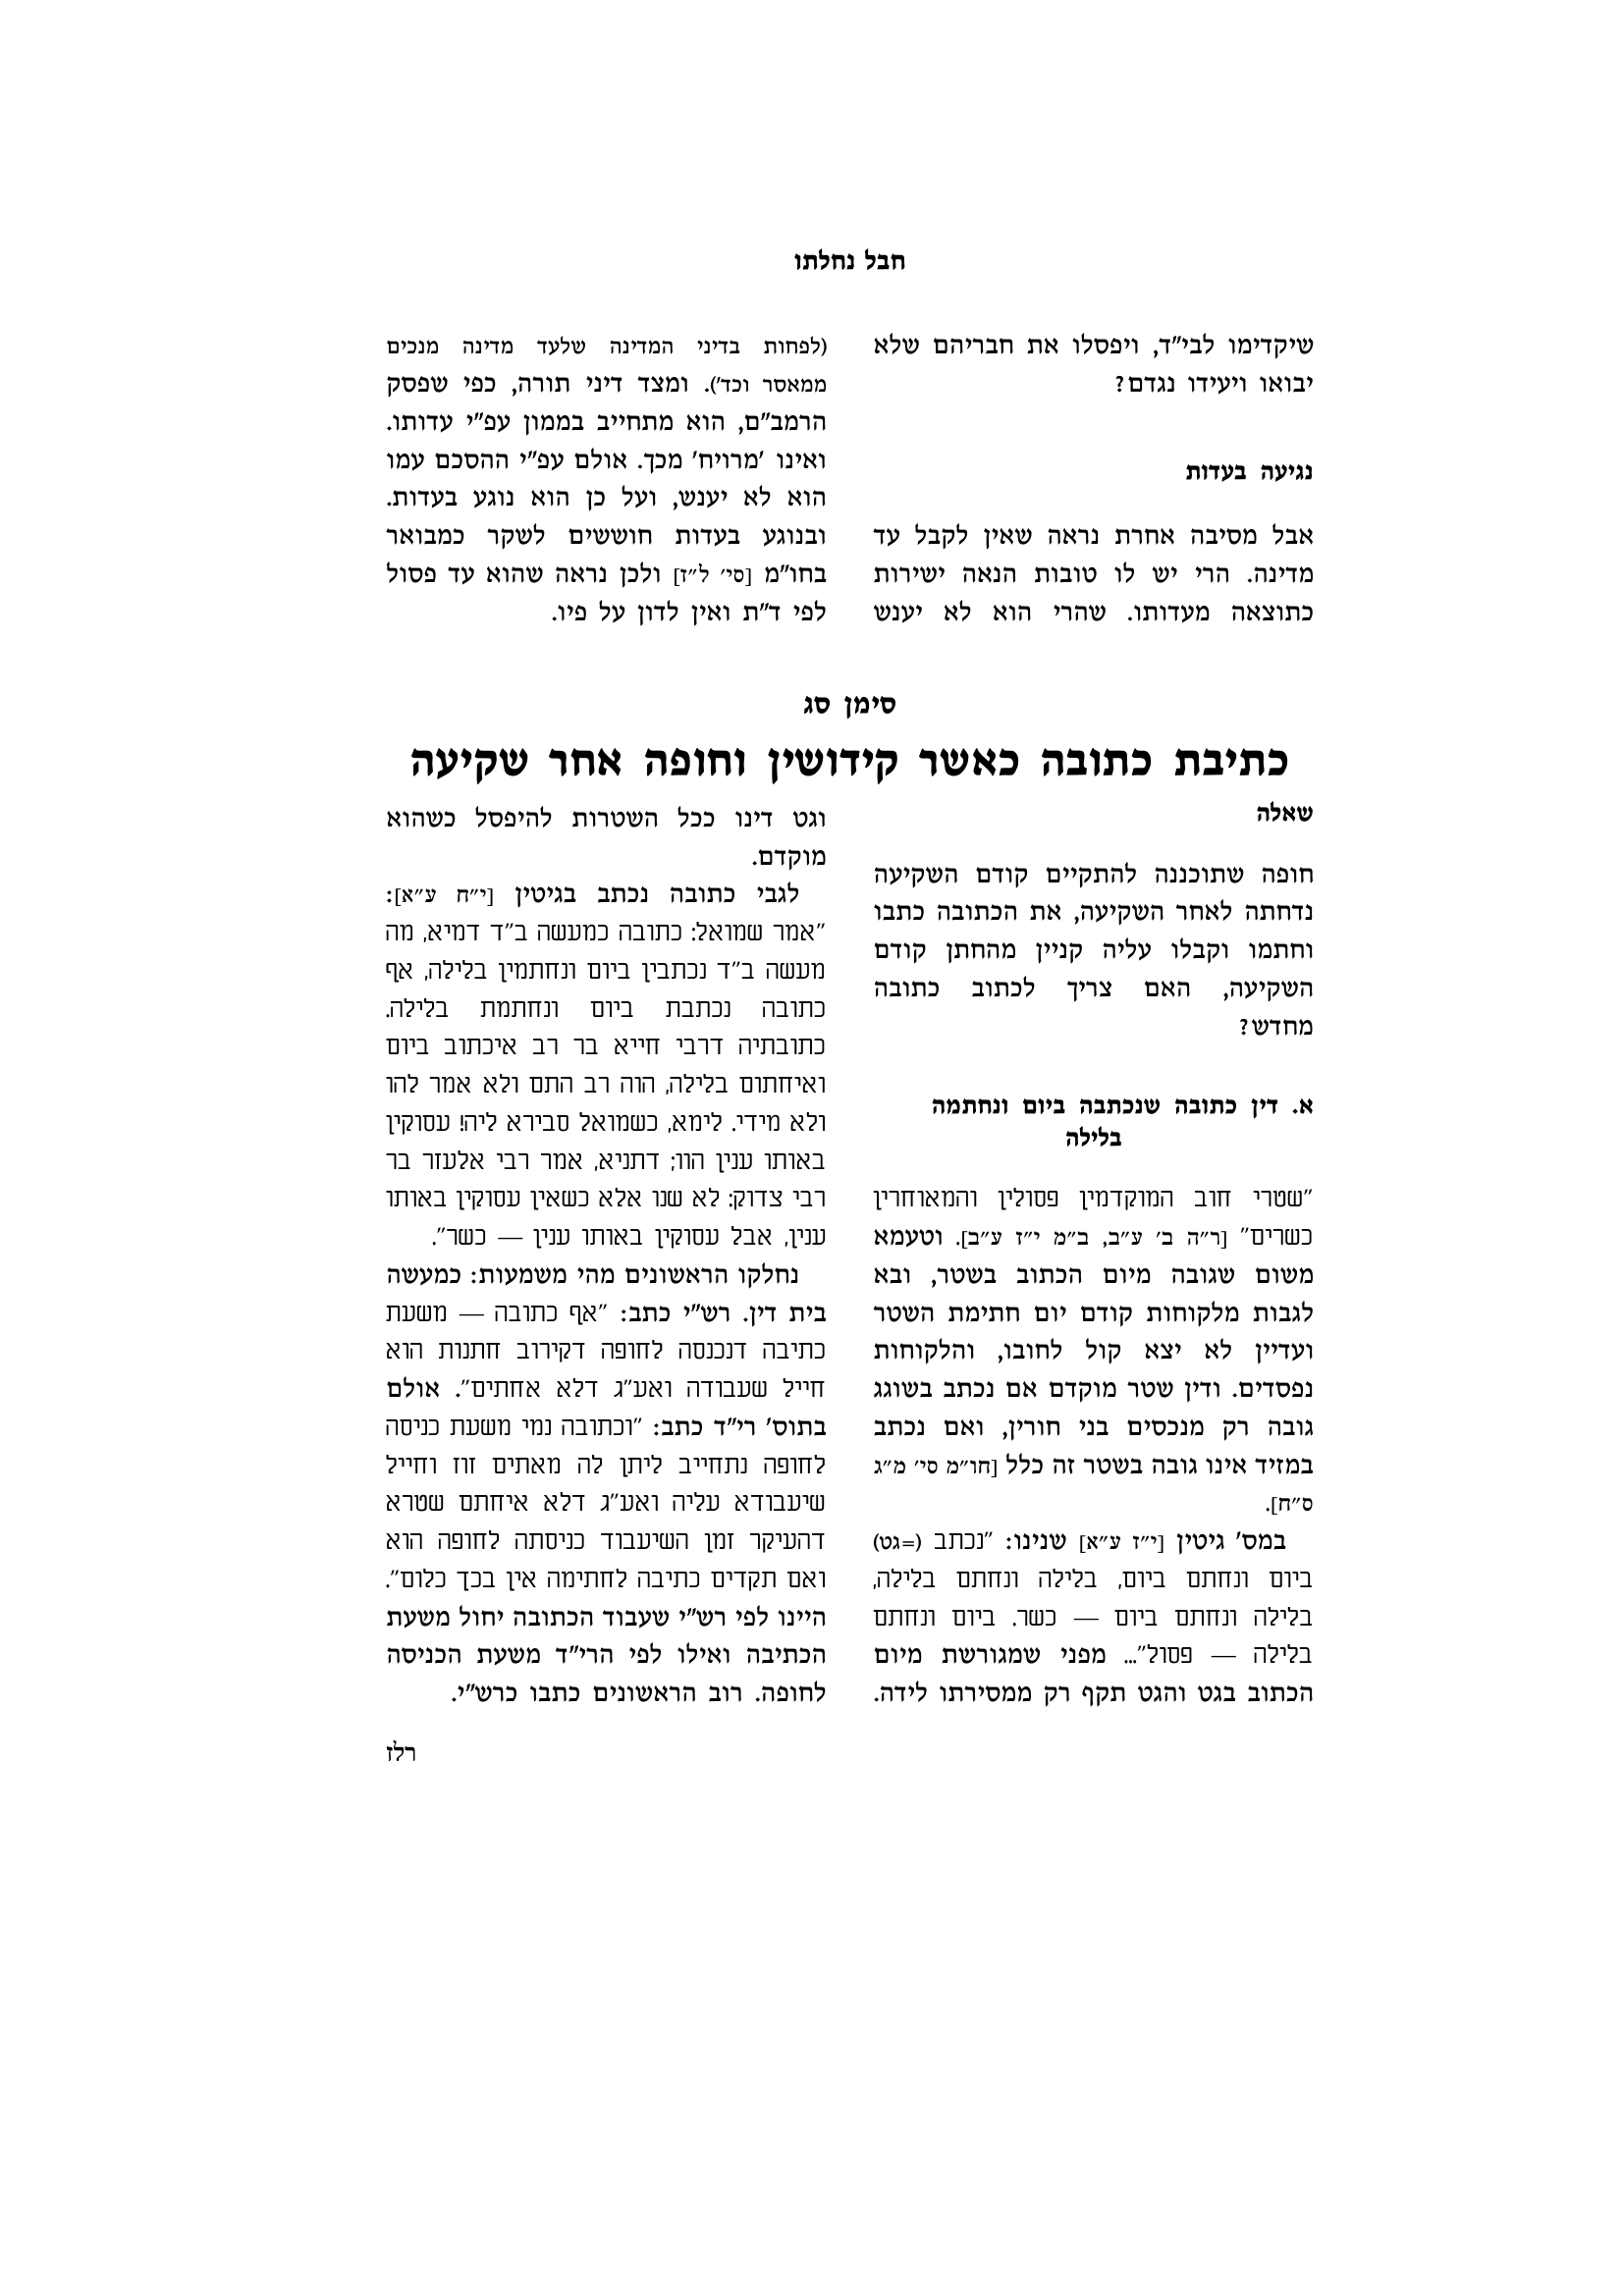 חבל נחלתו
שיקדימו לבי״ד, ויפסלו את חבריהם שלא
יבואו ויעידו נגדם?
נגיעה בעדות
אבל מסיבה אחרת נראה שאין לקבל עד
מדינה. הרי יש לו טובות הנאה ישירות
כתוצאה מעדותו. שהרי הוא לא יענש
(לפחות בדיני המדינה שלעד מדינה מנכים
ממאסר וכד׳). ומצד דיני תורה, כפי שפסק
הרמב״ם, הוא מתחייב בממון עפ״י עדותו.
ואינו ׳מרויח׳ מכך. אולם עפ״י ההסכם עמו
הוא לא יענש, ועל כן הוא נוגע בעדות.
ובנוגע בעדות חוששים לשקר כמבואר
בחו״מ [סי׳ ל״ז] ולכן נראה שהוא עד פסול
לפי ד״ת ואין לדון על פיו.
סימן סג
כתיבת כתובה כאשר קידושין וחופה אחר שקיעה
שאלה
חופה שתוכננה להתקיים קודם השקיעה
נדחתה לאחר השקיעה, את הכתובה כתבו
וחתמו וקבלו עליה קניין מהחתן קודם
השקיעה, האם צריך לכתוב כתובה
מחדש?
א. דין כתובה שנכתבה ביום ונחתמה
בלילה
״שטרי חוב המוקדמין פסולין והמאוחרין
כשרים״ [ר״ה ב׳ ע״ב, ב״מ י״ז ע״ב]. וטעמא
משום שגובה מיום הכתוב בשטר, ובא
לגבות מלקוחות קודם יום חתימת השטר
ועדיין לא יצא קול לחובו, והלקוחות
נפסדים. ודין שטר מוקדם אם נכתב בשוגג
גובה רק מנכסים בני חורין, ואם נכתב
במזיד אינו גובה בשטר זה כלל [חו״מ סי׳ מ״ג
ס״ח].
במס׳ גיטין [י״ז ע״א] שנינו: ״נכתב (=גט)
ביום ונחתם ביום, בלילה ונחתם בלילה,
בלילה ונחתם ביום — כשר. ביום ונחתם
בלילה — פסול״... מפני שמגורשת מיום
הכתוב בגט והגט תקף רק ממסירתו לידה.
וגט דינו ככל השטרות להיפסל כשהוא
מוקדם.
לגבי כתובה נכתב בגיטין [י״ח ע״א]:
״אמר שמואל: כתובה כמעשה ב״ד דמיא, מה
מעשה ב״ד נכתבין ביום ונחתמין בלילה, אף
כתובה נכתבת ביום ונחתמת בלילה.
כתובתיה דרבי חייא בר רב איכתוב ביום
ואיחתום בלילה, הוה רב התם ולא אמר להו
ולא מידי. לימא, כשמואל סבירא ליה! עסוקין
באותו ענין הוו; דתניא, אמר רבי אלעזר בר
רבי צדוק: לא שנו אלא כשאין עסוקין באותו
ענין, אבל עסוקין באותו ענין — כשר״.
נחלקו הראשונים מהי משמעות: כמעשה
בית דין. רש״י כתב: ״אף כתובה — משעת
כתיבה דנכנסה לחופה דקירוב חתנות הוא
חייל שעבודה ואע״ג דלא אחתים״. אולם
בתוס׳ רי״ד כתב: ״וכתובה נמי משעת כניסה
לחופה נתחייב ליתן לה מאתים זוז וחייל
שיעבודא עליה ואע״ג דלא איחתם שטרא
דהעיקר זמן השיעבוד כניסתה לחופה הוא
ואם תקדים כתיבה לחתימה אין בכך כלום״.
היינו לפי רש״י שעבוד הכתובה יחול משעת
הכתיבה ואילו לפי הרי״ד משעת הכניסה
לחופה. רוב הראשונים כתבו כרש״י.
רלז